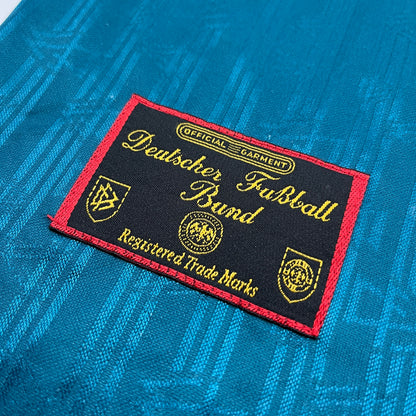 OFFICIAL GARMENT
Deutscher Fußball
Bund
Registered Trade Marks